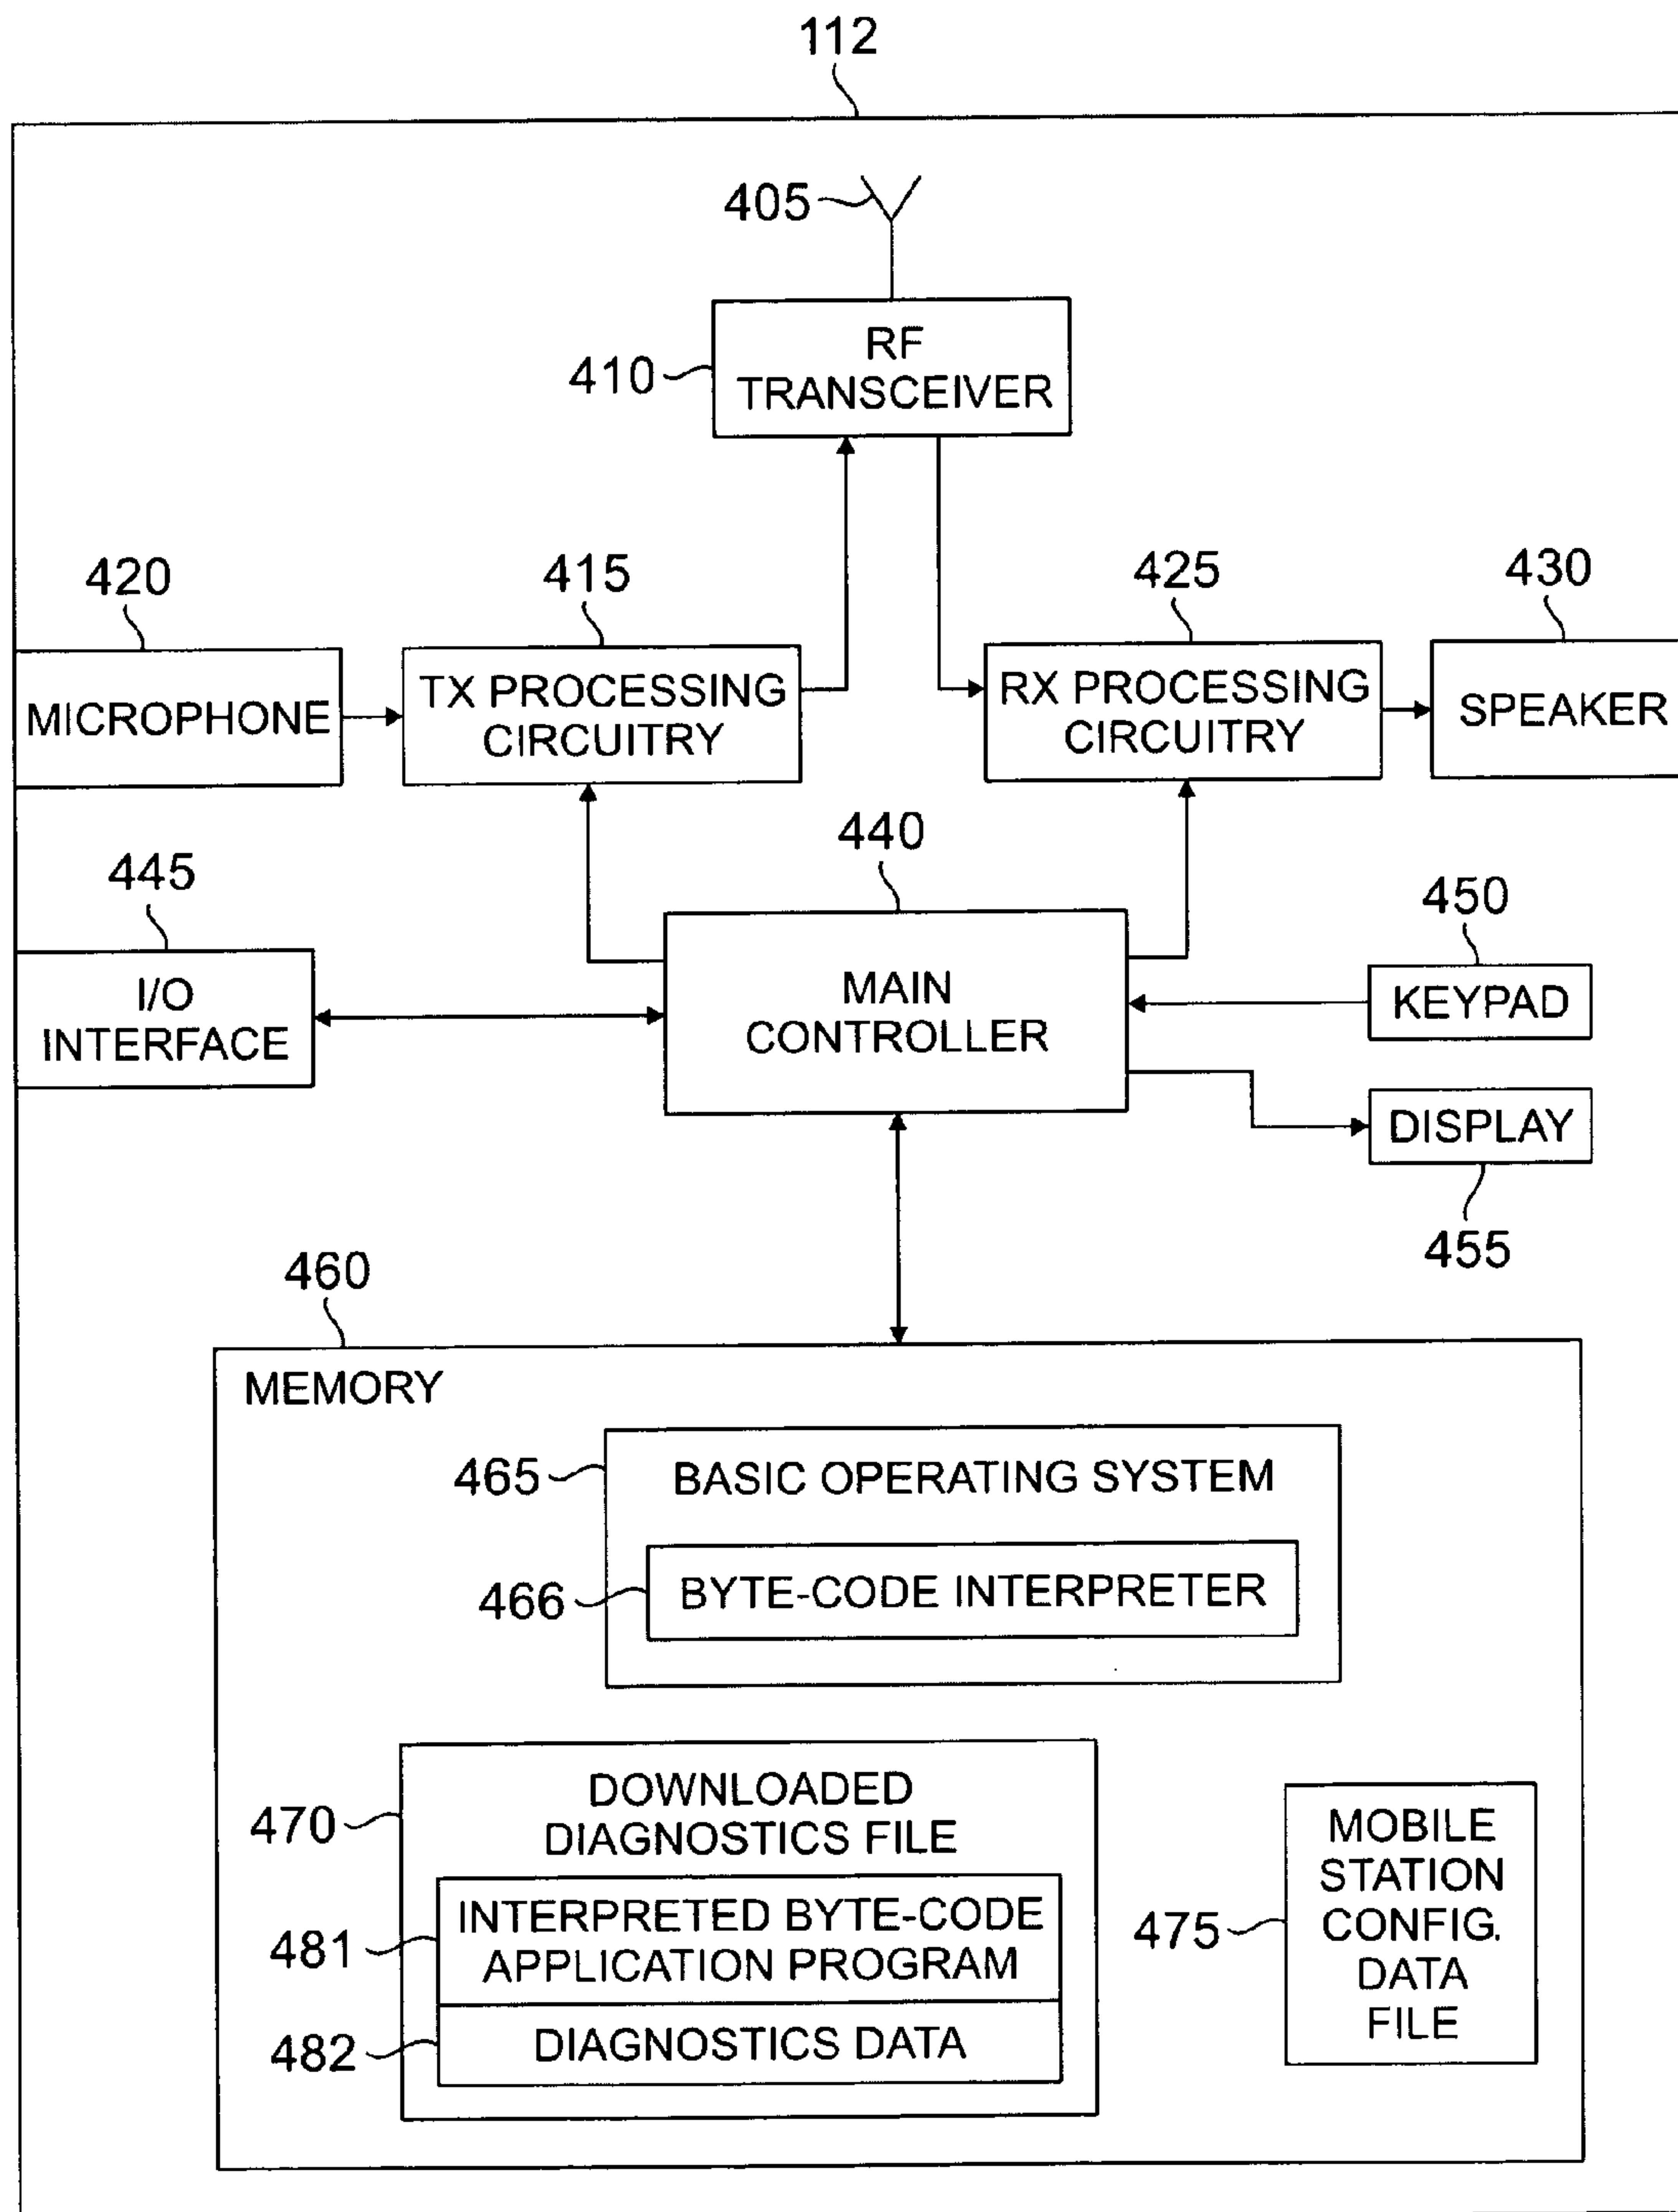 112
405
410
RF
TRANSCEIVER
420
415
425
430
MICROPHONE
TX PROCESSING
CIRCUITRY
RX PROCESSING
CIRCUITRY
SPEAKER
445
440
450
I/O
INTERFACE
MAIN
CONTROLLER
KEYPAD
DISPLAY
455
460
MEMORY
465
BASIC OPERATING SYSTEM
466
BYTE-CODE INTERPRETER
470
DOWNLOADED
DIAGNOSTICS FILE
481
INTERPRETED BYTE-CODE
APPLICATION PROGRAM
482
DIAGNOSTICS DATA
475
MOBILE
STATION
CONFIG.
DATA
FILE